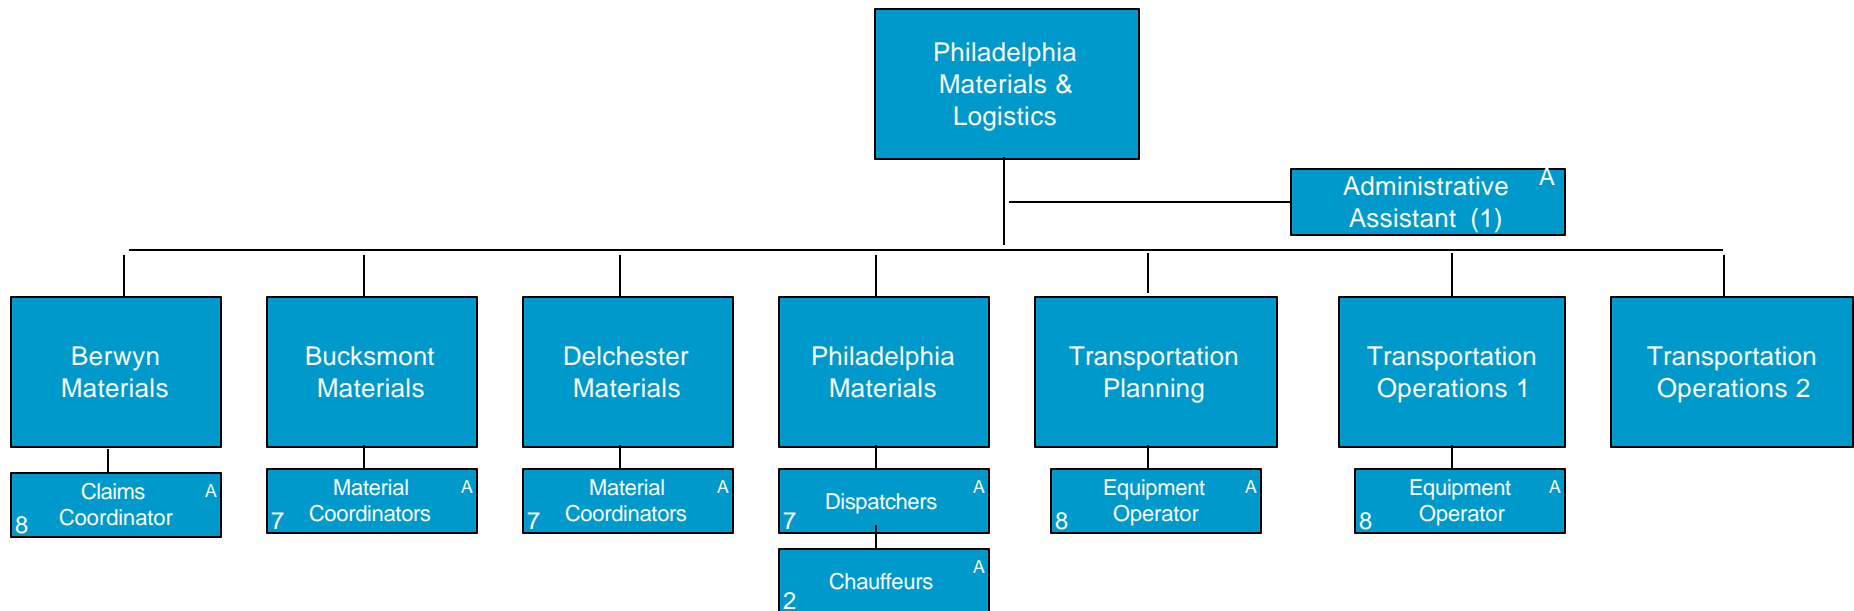 Philadelphia
Materials &
Logistics
Administrative A
Assistant (1)
Berwyn
Materials
Bucksmont
Materials
Delchester
Materials
Philadelphia
Materials
Transportation
Planning
Transportation
Operations 1
Transportation
Operations 2
Claims A
Coordinator
8
Material A
Coordinators
7
Material A
Coordinators
7
A
Dispatchers
7
Equipment A
Operator
8
Equipment A
Operator
8
A
Chauffeurs
2